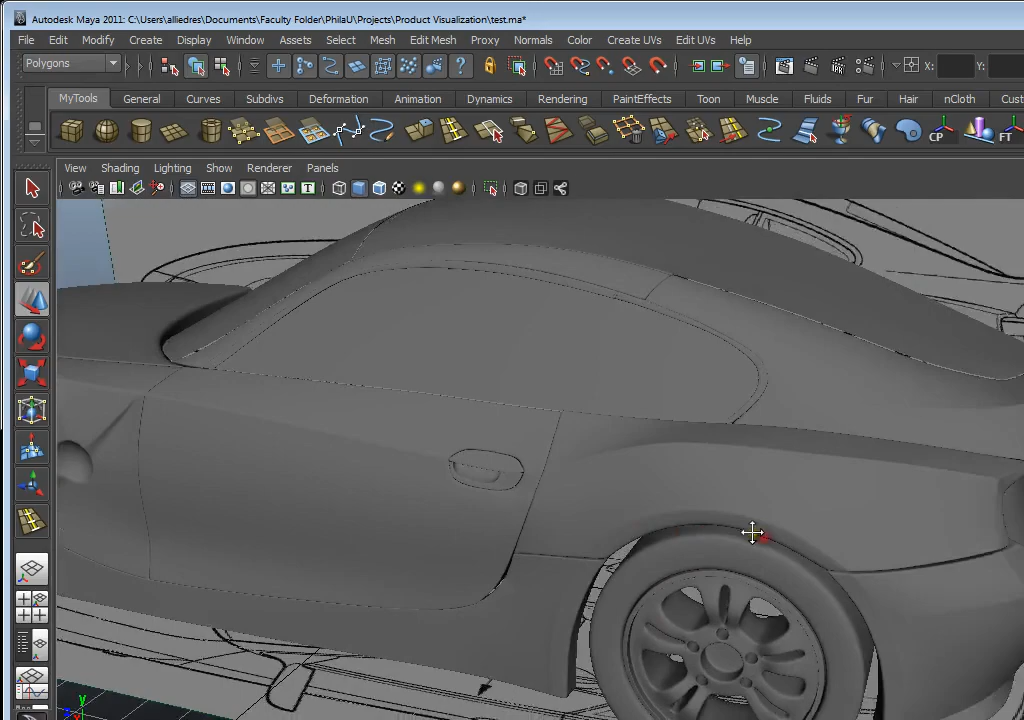 Autodesk Maya 2011: C:\Users\alliedres\Documents\Faculty Folder\PhilaU\Projects\Product Visualization\test.ma*
File Edit Modify Create Display Window Assets Select Mesh Edit Mesh Proxy Normals Color Create UVs Edit UVs Help
Polygons X: Y:
MyTools General Curves Subdivs Deformation Animation Dynamics Rendering PaintEffects Toon Muscle Fluids Fur Hair nCloth Cust
CP FT
View Shading Lighting Show Renderer Panels
T
y